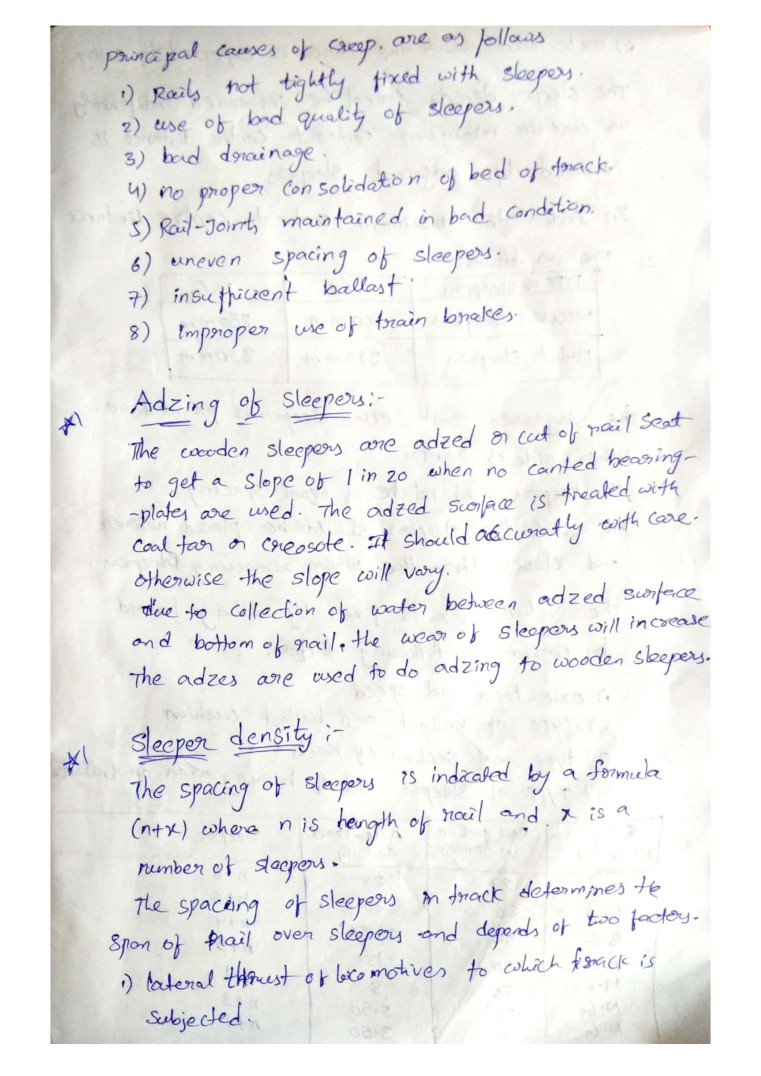 principal causes of creep. are as follows
1) Rails not tightly fixed with sleepers.
2) use of bad quality of sleepers.
3) bad drainage.
4) no proper consolidation of bed of track.
5) Rail-Joints maintained in bad condition.
6) uneven spacing of sleepers.
7) insufficient ballast.
8) improper use of train brakes.
Adzing of Sleepers:-
The wooden sleepers are adzed or cut of rail seat
to get a slope of 1 in 20 when no canted bearing-
-plates are used. The adzed surface is treated with
coal tar or creosote. It should accuratly with care.
otherwise the slope will vary.
due to collection of water between adzed surface
and bottom of rail, the wear of sleepers will increase
The adzes are used to do adzing to wooden sleepers.
Sleeper density :-
The spacing of sleepers is indicated by a formula
(n+x) where n is length of rail and x is a
number of sleepers.
The spacing of sleepers in track determines the
span of rail over sleepers and depends of two factors.
1) lateral thrust of locomotives to which track is
subjected.